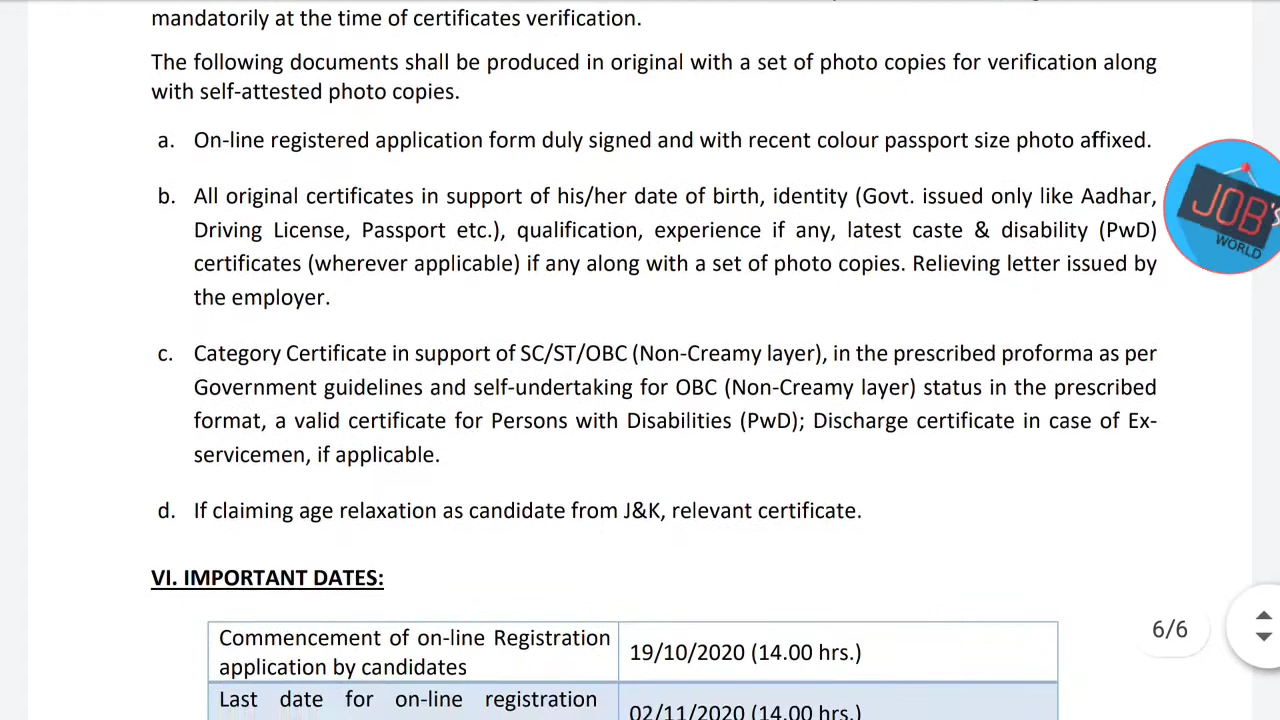 mandatorily at the time of certificates verification.
The following documents shall be produced in original with a set of photo copies for verification along
with self-attested photo copies.
a. On-line registered application form duly signed and with recent colour passport size photo affixed.
b. All original certificates in support of his/her date of birth, identity (Govt. issued only like Aadhar,
Driving License, Passport etc.), qualification, experience if any, latest caste & disability (PwD)
certificates (wherever applicable) if any along with a set of photo copies. Relieving letter issued by
the employer.
c. Category Certificate in support of SC/ST/OBC (Non-Creamy layer), in the prescribed proforma as per
Government guidelines and self-undertaking for OBC (Non-Creamy layer) status in the prescribed
format, a valid certificate for Persons with Disabilities (PwD); Discharge certificate in case of Ex-
servicemen, if applicable.
d. If claiming age relaxation as candidate from J&K, relevant certificate.
VI. IMPORTANT DATES:
Commencement of on-line Registration
application by candidates
19/10/2020 (14.00 hrs.)
Last date for on-line registration
02/11/2020 (14.00 hrs.)
JOB'S
WORLD
6/6